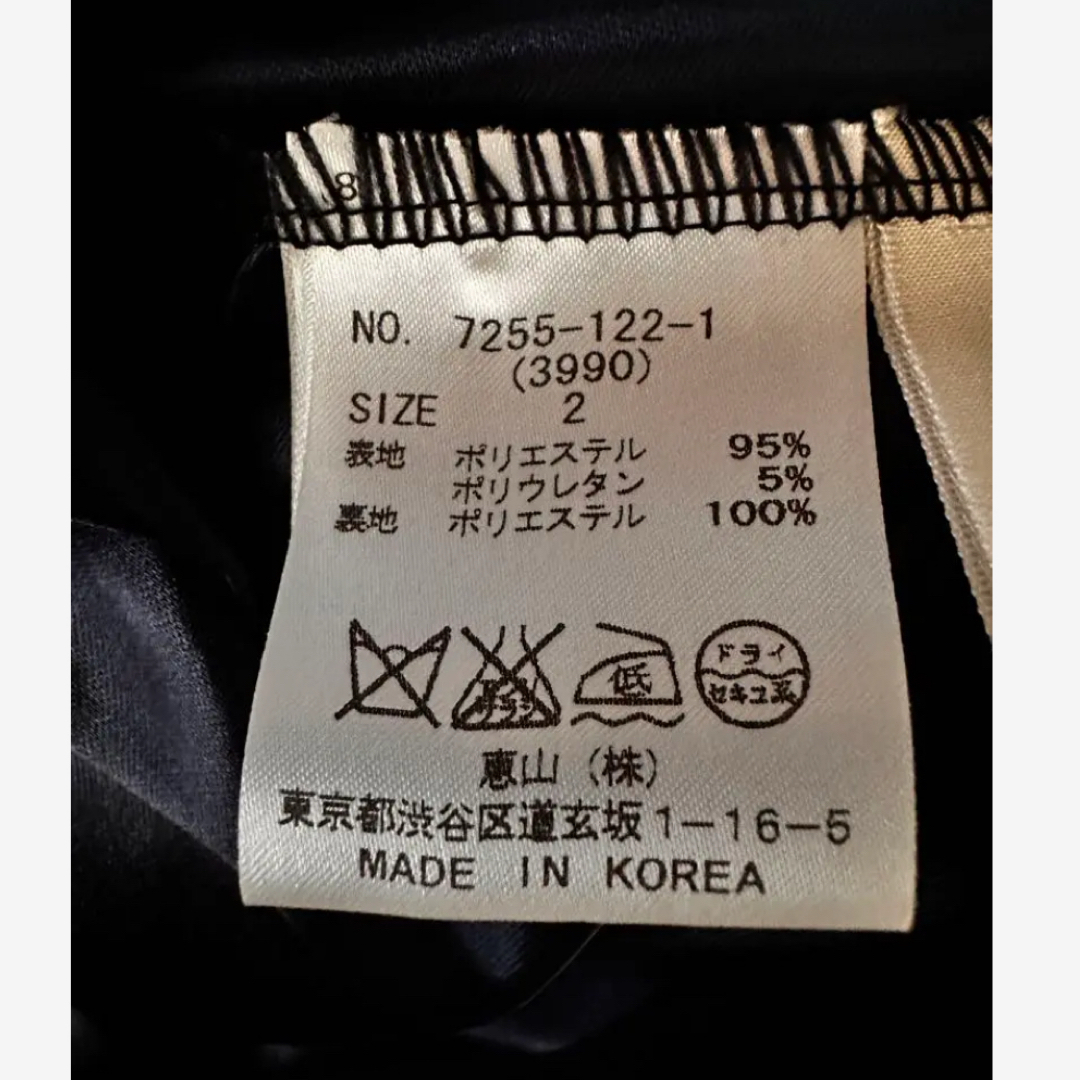 8
NO. 7255-122-1
(3990)
SIZE 2
表地 ポリエステル 95%
ポリウレタン 5%
裏地 ポリエステル 100%
低
ドライ
セキユ系
恵山（株）
東京都渋谷区道玄坂1-16-5
MADE IN KOREA